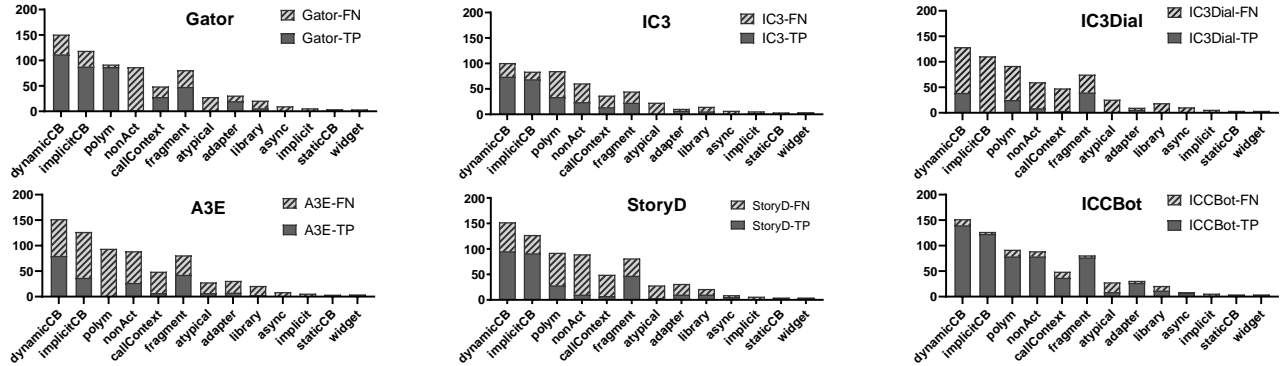 Gator
Gator-FN
Gator-TP
200
150
100
50
0
dynamicCB
implicitCB
polym
nonAct
callContext
fragment
atypical
adapter
library
async
implicit
staticCB
widget
IC3
IC3-FN
IC3-TP
200
150
100
50
0
dynamicCB
implicitCB
polym
nonAct
callContext
fragment
atypical
adapter
library
async
implicit
staticCB
widget
IC3Dial
IC3Dial-FN
IC3Dial-TP
200
150
100
50
0
dynamicCB
implicitCB
polym
nonAct
callContext
fragment
atypical
adapter
library
async
implicit
staticCB
widget
A3E
A3E-FN
A3E-TP
200
150
100
50
0
dynamicCB
implicitCB
polym
nonAct
callContext
fragment
atypical
adapter
library
async
implicit
staticCB
widget
StoryD
StoryD-FN
StoryD-TP
200
150
100
50
0
dynamicCB
implicitCB
polym
nonAct
callContext
fragment
atypical
adapter
library
async
implicit
staticCB
widget
ICCBot
ICCBot-FN
ICCBot-TP
200
150
100
50
0
dynamicCB
implicitCB
polym
nonAct
callContext
fragment
atypical
adapter
library
async
implicit
staticCB
widget